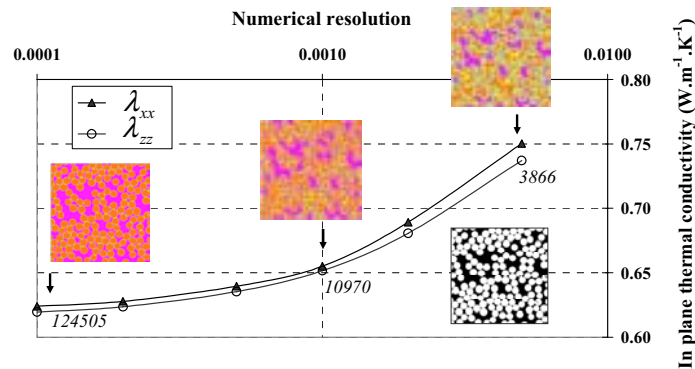 Numerical resolution
0.0001 0.0010 0.0100
0.80
λxx
λzz
0.75
3866
0.70
0.65
10970
124505
0.60
In plane thermal conductivity (W.m-1.K-1)